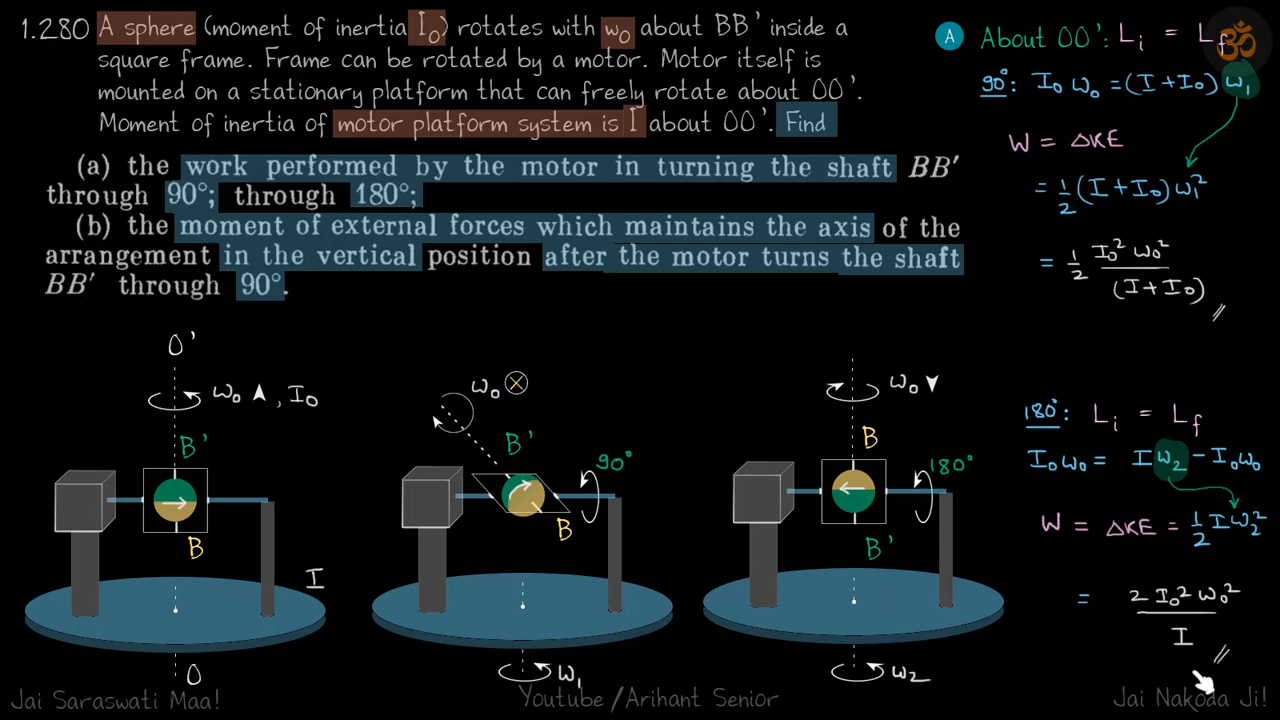 1.280 A sphere (moment of inertia I₀) rotates with w₀ about BB' inside a
square frame. Frame can be rotated by a motor. Motor itself is
mounted on a stationary platform that can freely rotate about OO'.
Moment of inertia of motor platform system is I about OO'. Find
(a) the work performed by the motor in turning the shaft BB'
through 90°; through 180°;
(b) the moment of external forces which maintains the axis of the
arrangement in the vertical position after the motor turns the shaft
BB' through 90°.
A About OO': Lᵢ = L_f
ॐ
90°: I₀ω₀ = (I + I₀) ω₁
W = ΔKE
= 1/2 (I + I₀) ω₁²
= 1/2 I₀² ω₀² / (I + I₀) //
O'
ω₀ , I₀
B'
B
I
O
ω₀
B'
90°
B
ω₁
ω₀
B
180°
B'
ω₂
180°: Lᵢ = L_f
I₀ω₀ = Iω₂ - I₀ω₀
W = ΔKE = 1/2 Iω₂²
= 2 I₀² ω₀² / I //
Jai Saraswati Maa!
Youtube /Arihant Senior
Jai Nakoda Ji!